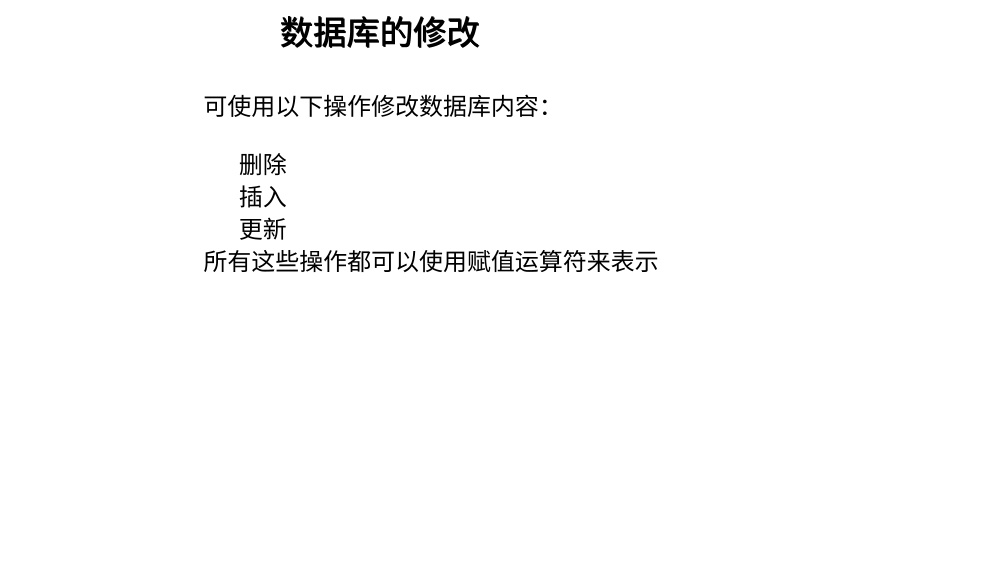 数据库的修改
可使用以下操作修改数据库内容：
删除
插入
更新
所有这些操作都可以使用赋值运算符来表示